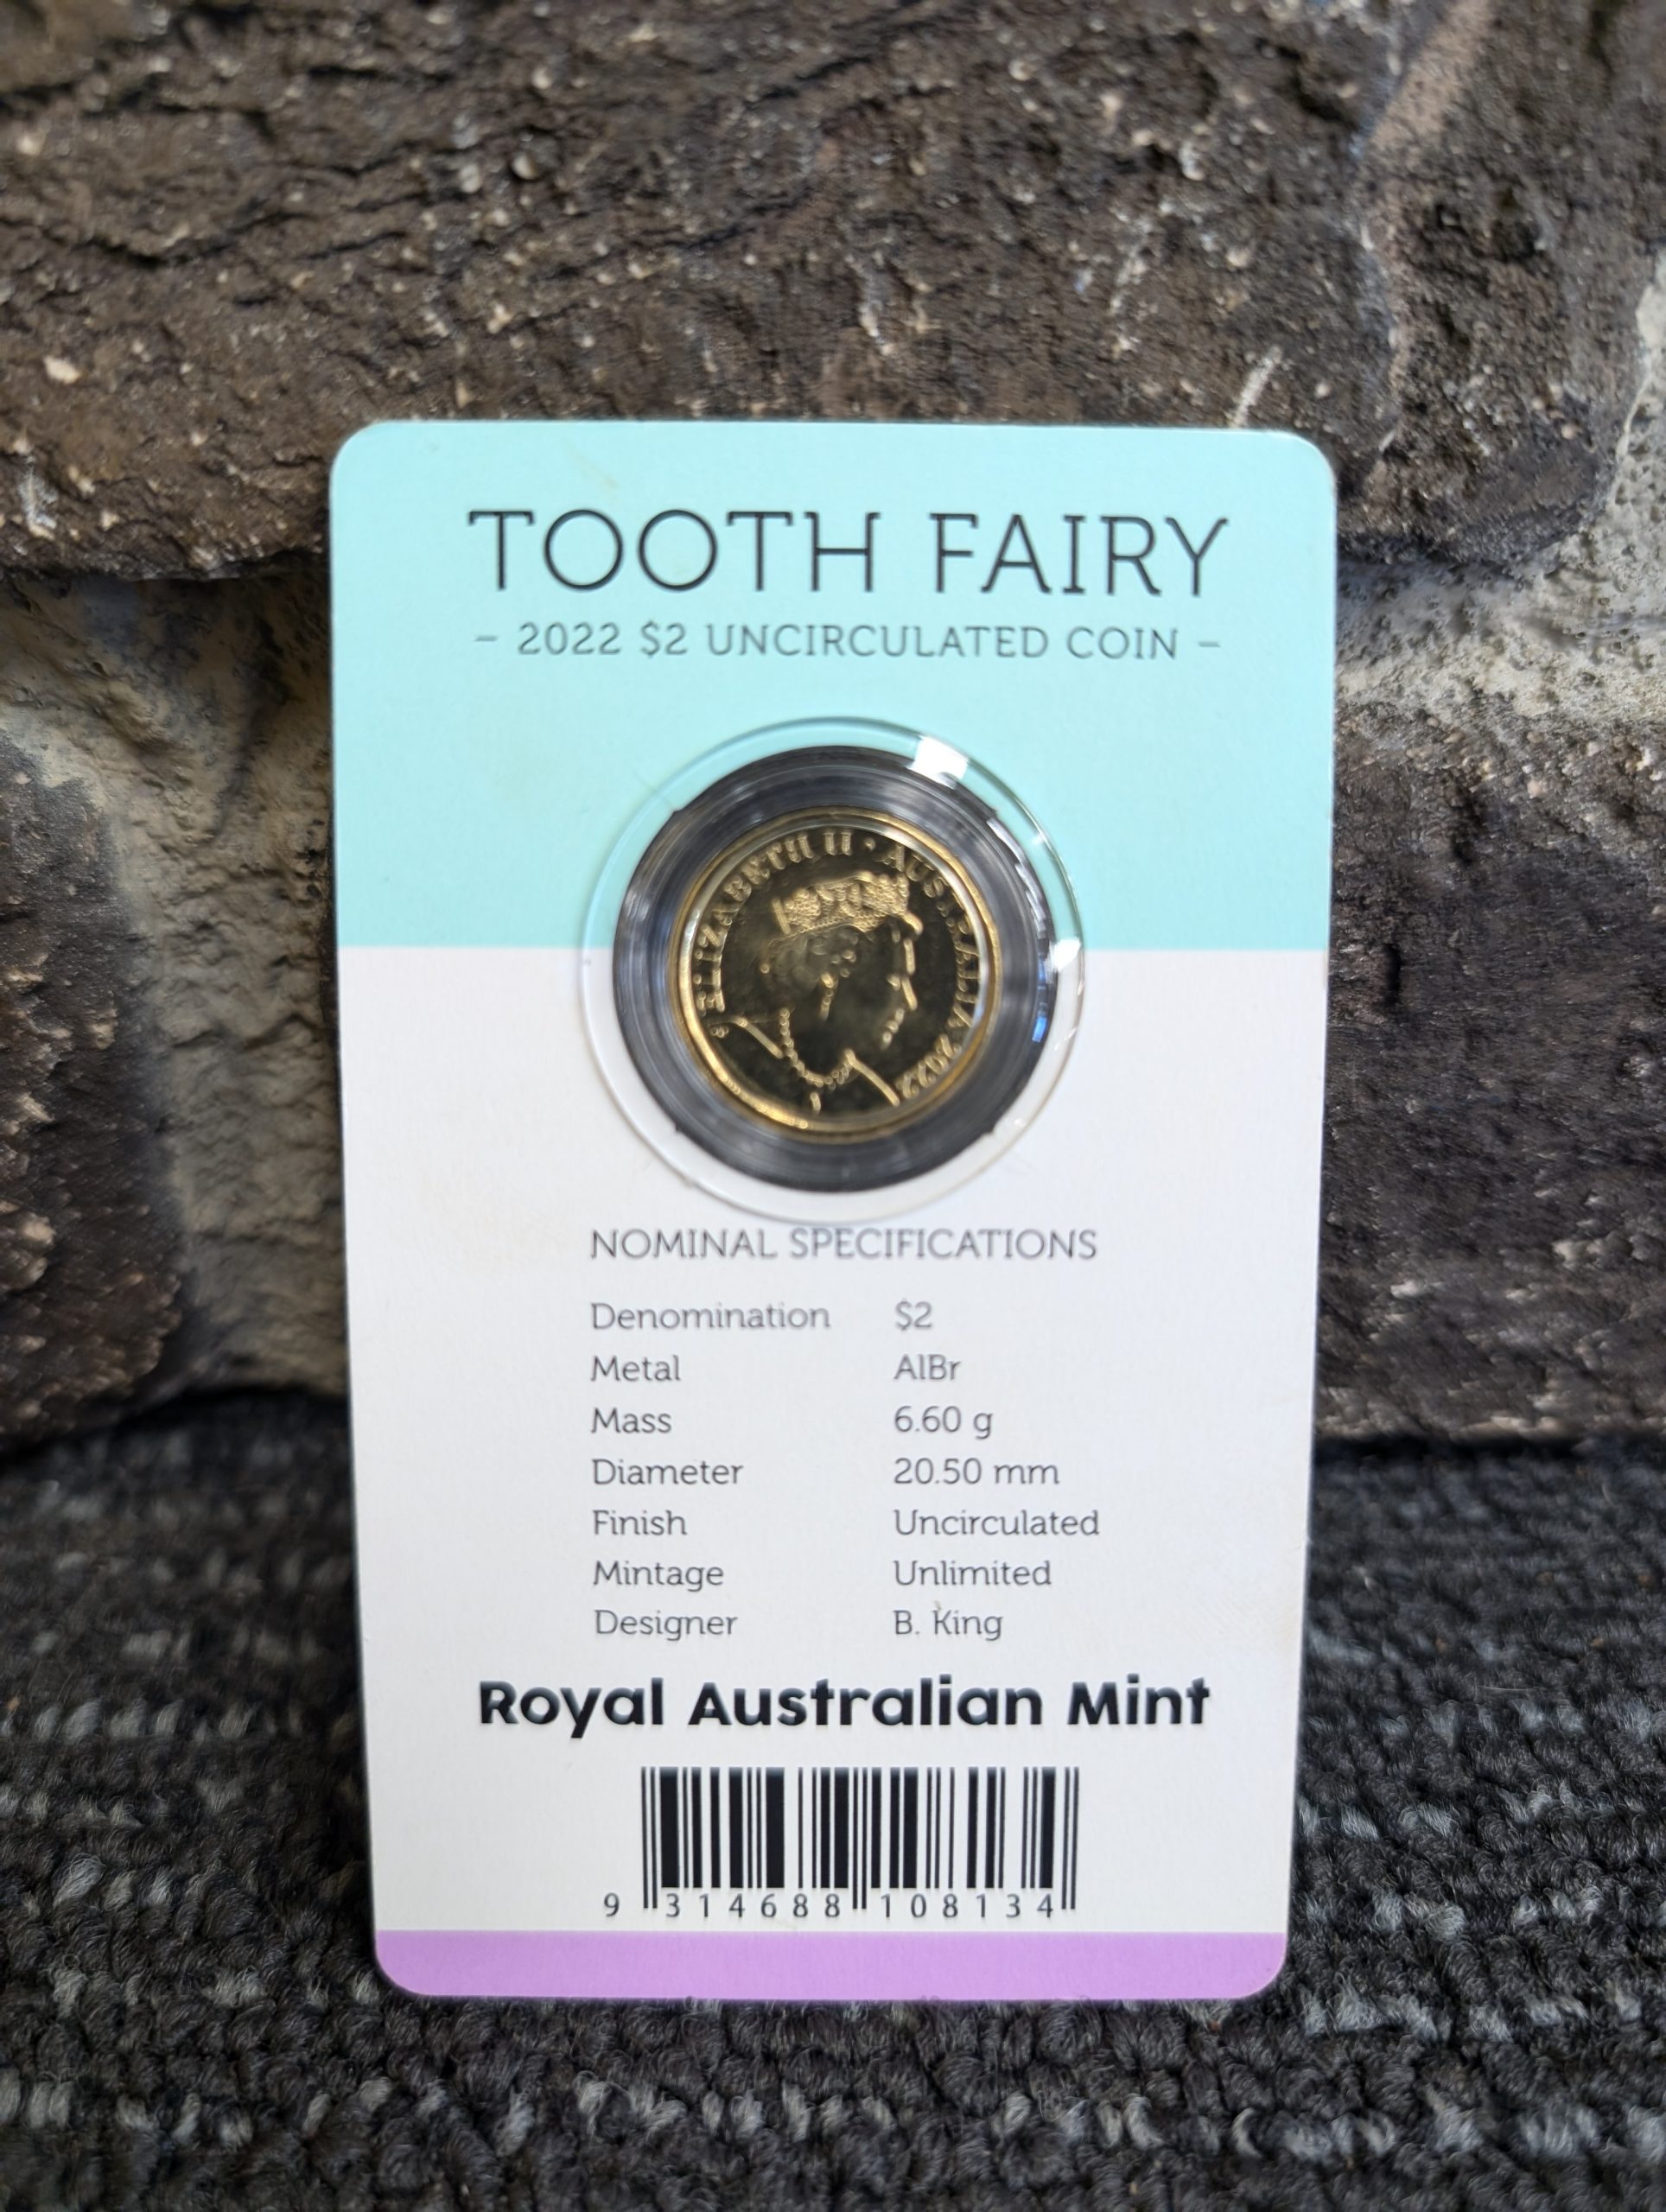 TOOTH FAIRY
– 2022 $2 UNCIRCULATED COIN –
ELIZABETH II · AUSTRALIA 2022
NOMINAL SPECIFICATIONS
Denomination $2
Metal AlBr
Mass 6.60 g
Diameter 20.50 mm
Finish Uncirculated
Mintage Unlimited
Designer B. King
Royal Australian Mint
9 314688 108134